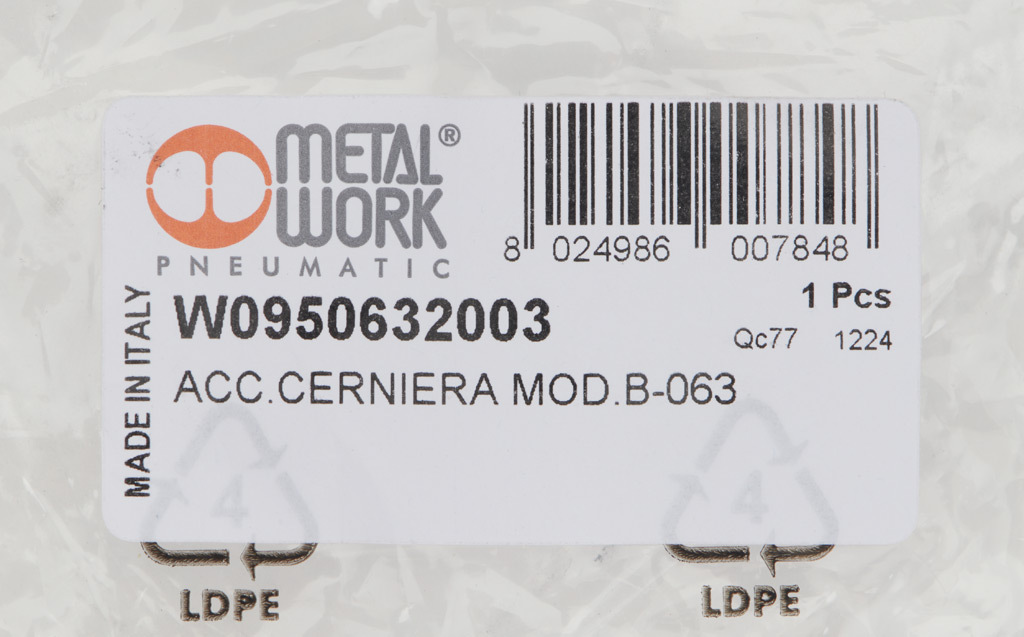 METAL®
WORK
PNEUMATIC
8 024986 007848
W0950632003
1 Pcs
Qc77 1224
ACC.CERNIERA MOD.B-063
MADE IN ITALY
4 4
LDPE LDPE